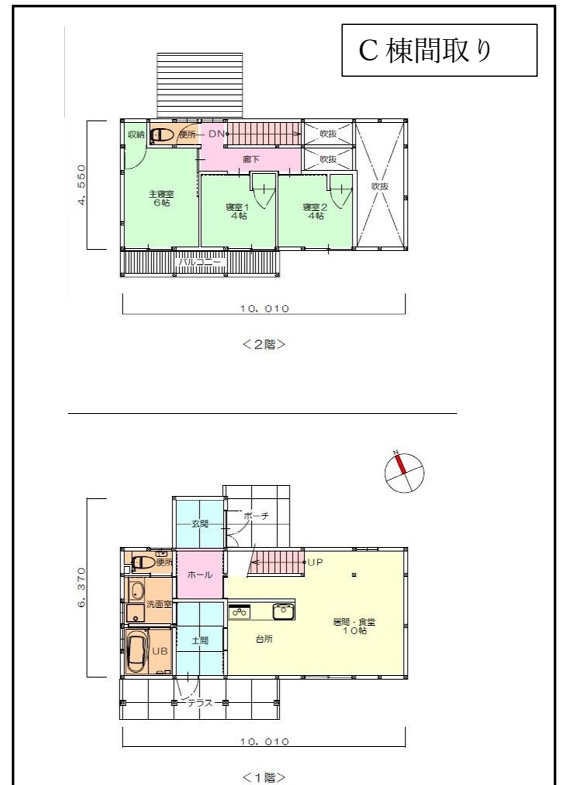 C棟間取り
収納
便所
DN
吹抜
廊下
吹抜
吹抜
主寝室
6帖
寝室1
4帖
寝室2
4帖
バルコニー
4,550
10,010
<2階>
N
玄関
ポーチ
便所
ホール
UP
洗面室
6,370
土間
台所
居間・食堂
10帖
UB
テラス
10,010
<1階>